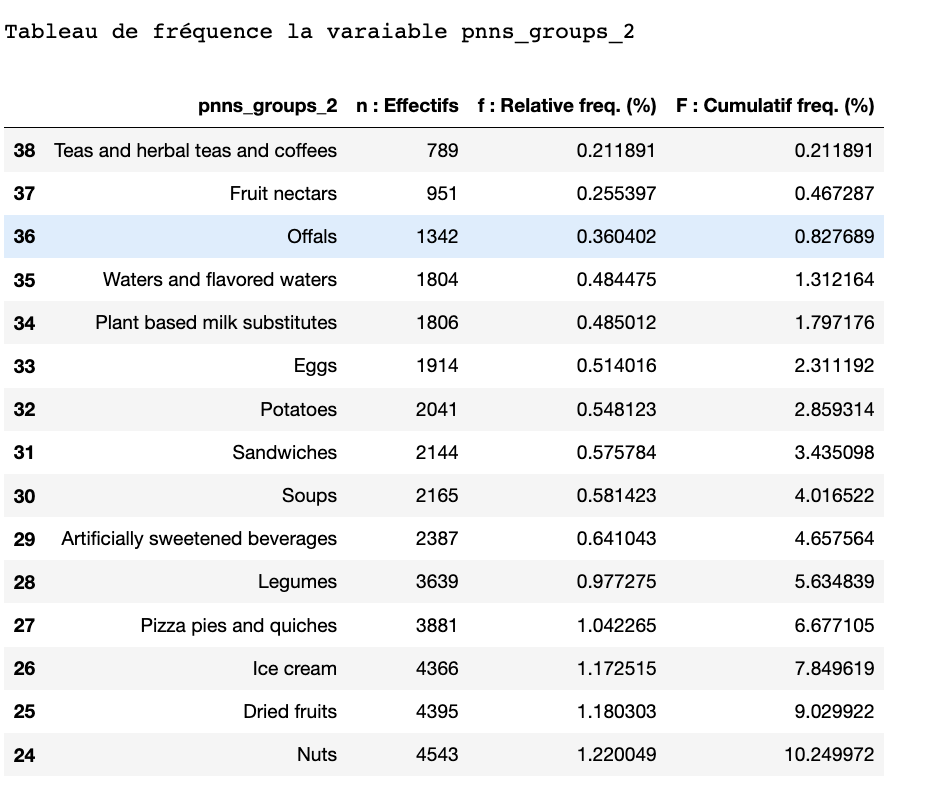 Tableau de fréquence la varaiable pnns_groups_2
pnns_groups_2 n : Effectifs f : Relative freq. (%) F : Cumulatif freq. (%)
38 Teas and herbal teas and coffees 789 0.211891 0.211891
37 Fruit nectars 951 0.255397 0.467287
36 Offals 1342 0.360402 0.827689
35 Waters and flavored waters 1804 0.484475 1.312164
34 Plant based milk substitutes 1806 0.485012 1.797176
33 Eggs 1914 0.514016 2.311192
32 Potatoes 2041 0.548123 2.859314
31 Sandwiches 2144 0.575784 3.435098
30 Soups 2165 0.581423 4.016522
29 Artificially sweetened beverages 2387 0.641043 4.657564
28 Legumes 3639 0.977275 5.634839
27 Pizza pies and quiches 3881 1.042265 6.677105
26 Ice cream 4366 1.172515 7.849619
25 Dried fruits 4395 1.180303 9.029922
24 Nuts 4543 1.220049 10.249972